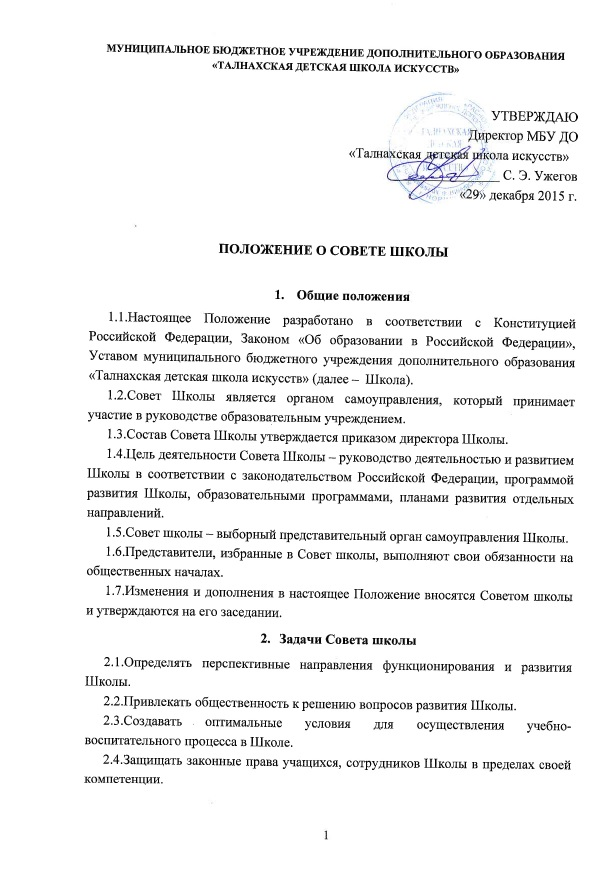 МУНИЦИПАЛЬНОЕ БЮДЖЕТНОЕ УЧРЕЖДЕНИЕ ДОПОЛНИТЕЛЬНОГО ОБРАЗОВАНИЯ
«ТАЛНАХСКАЯ ДЕТСКАЯ ШКОЛА ИСКУССТВ»
УТВЕРЖДАЮ
Директор МБУ ДО
«Талнахская детская школа искусств»
С. Э. Ужегов
«29» декабря 2015 г.
ПОЛОЖЕНИЕ О СОВЕТЕ ШКОЛЫ
1. Общие положения
1.1.Настоящее Положение разработано в соответствии с Конституцией
Российской Федерации, Законом «Об образовании в Российской Федерации»,
Уставом муниципального бюджетного учреждения дополнительного образования
«Талнахская детская школа искусств» (далее – Школа).
1.2.Совет Школы является органом самоуправления, который принимает
участие в руководстве образовательным учреждением.
1.3.Состав Совета Школы утверждается приказом директора Школы.
1.4.Цель деятельности Совета Школы – руководство деятельностью и развитием
Школы в соответствии с законодательством Российской Федерации, программой
развития Школы, образовательными программами, планами развития отдельных
направлений.
1.5.Совет школы – выборный представительный орган самоуправления Школы.
1.6.Представители, избранные в Совет школы, выполняют свои обязанности на
общественных началах.
1.7.Изменения и дополнения в настоящее Положение вносятся Советом школы
и утверждаются на его заседании.
2. Задачи Совета школы
2.1.Определять перспективные направления функционирования и развития
Школы.
2.2.Привлекать общественность к решению вопросов развития Школы.
2.3.Создавать оптимальные условия для осуществления учебно-
воспитательного процесса в Школе.
2.4.Защищать законные права учащихся, сотрудников Школы в пределах своей
компетенции.
1